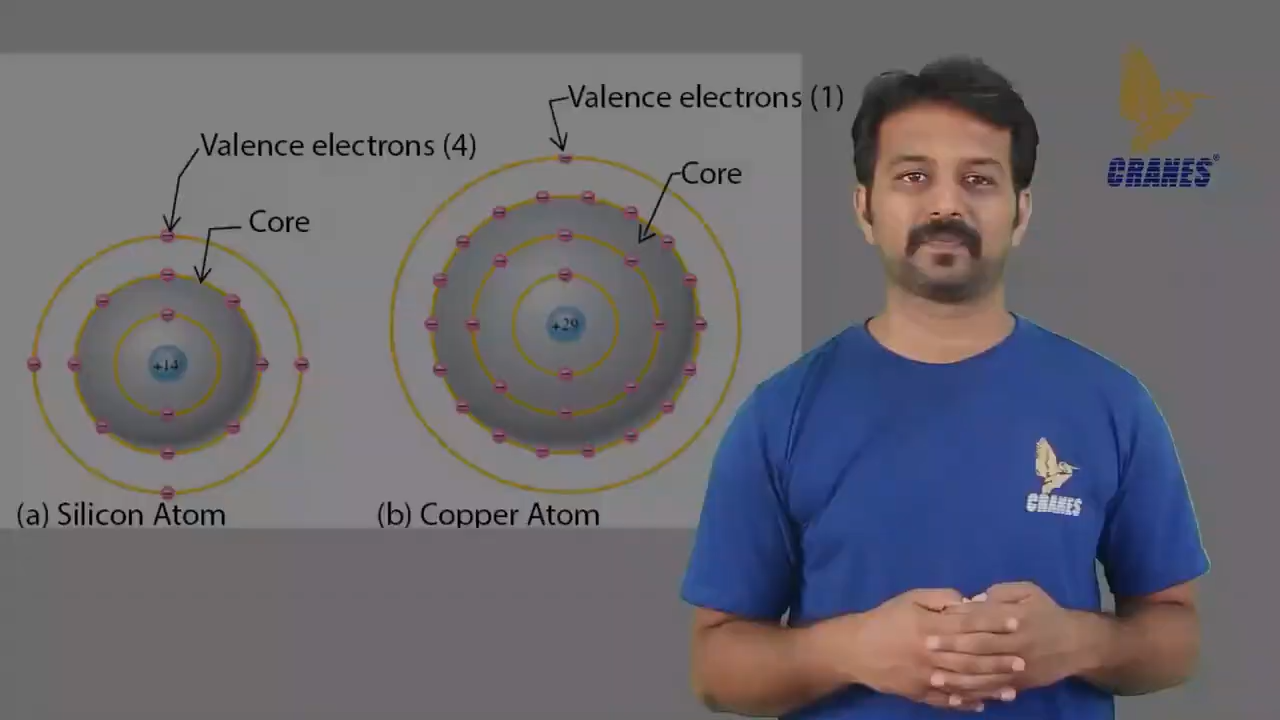 Valence electrons (1)
Valence electrons (4)
Core
Core
+14
+29
(a) Silicon Atom
(b) Copper Atom
CRANES®
CRANES